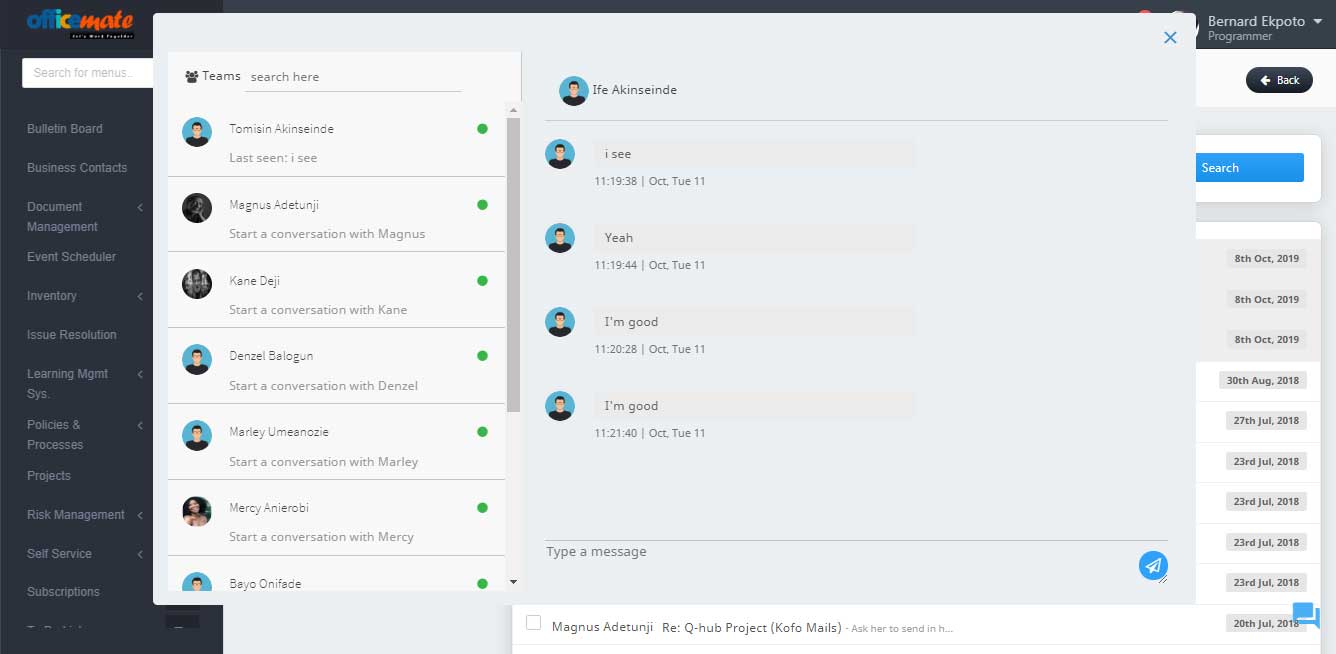 officemate
Let's Work Together
Search for menus..
Bulletin Board
Business Contacts
Document
Management
Event Scheduler
Inventory
Issue Resolution
Learning Mgmt
Sys.
Policies &
Processes
Projects
Risk Management
Self Service
Subscriptions
Teams
search here
Tomisin Akinseinde
Last seen: i see
Magnus Adetunji
Start a conversation with Magnus
Kane Deji
Start a conversation with Kane
Denzel Balogun
Start a conversation with Denzel
Marley Umeanozie
Start a conversation with Marley
Mercy Anierobi
Start a conversation with Mercy
Bayo Onifade
Ife Akinseinde
i see
11:19:38 | Oct, Tue 11
Yeah
11:19:44 | Oct, Tue 11
I'm good
11:20:28 | Oct, Tue 11
I'm good
11:21:40 | Oct, Tue 11
Type a message
Bernard Ekpoto
Programmer
Back
Search
8th Oct, 2019
8th Oct, 2019
8th Oct, 2019
30th Aug, 2018
27th Jul, 2018
23rd Jul, 2018
23rd Jul, 2018
23rd Jul, 2018
23rd Jul, 2018
Magnus Adetunji Re: Q-hub Project (Kofo Mails) - Ask her to send in h... 20th Jul, 2018